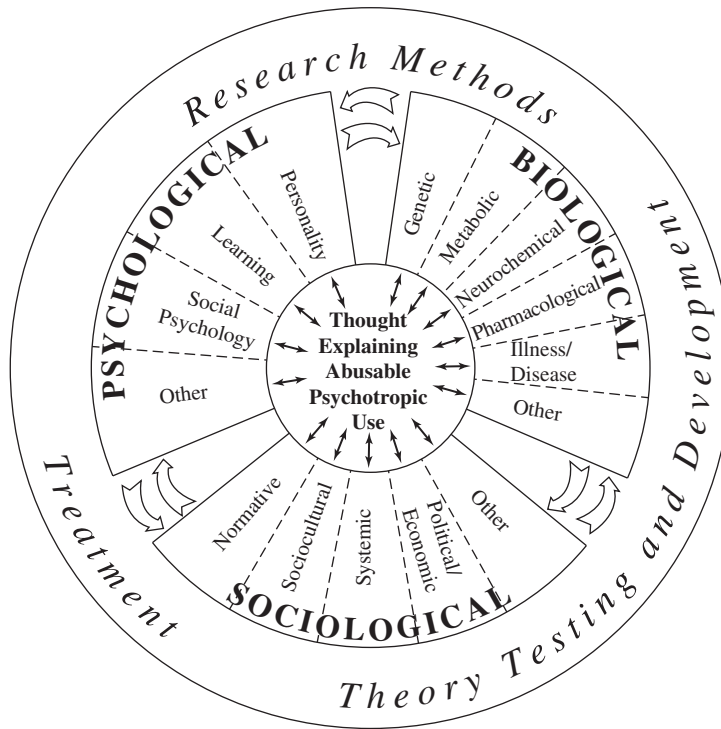 Research Methods
Theory Testing and Development
Treatment
PSYCHOLOGICAL
Personality
Learning
Social
Psychology
Other
BIOLOGICAL
Genetic
Metabolic
Neurochemical
Pharmacological
Illness/
Disease
Other
Thought
Explaining
Abusable
Psychotropic
Use
Normative
Sociocultural
Systemic
Political/
Economic
Other
SOCIOLOGICAL